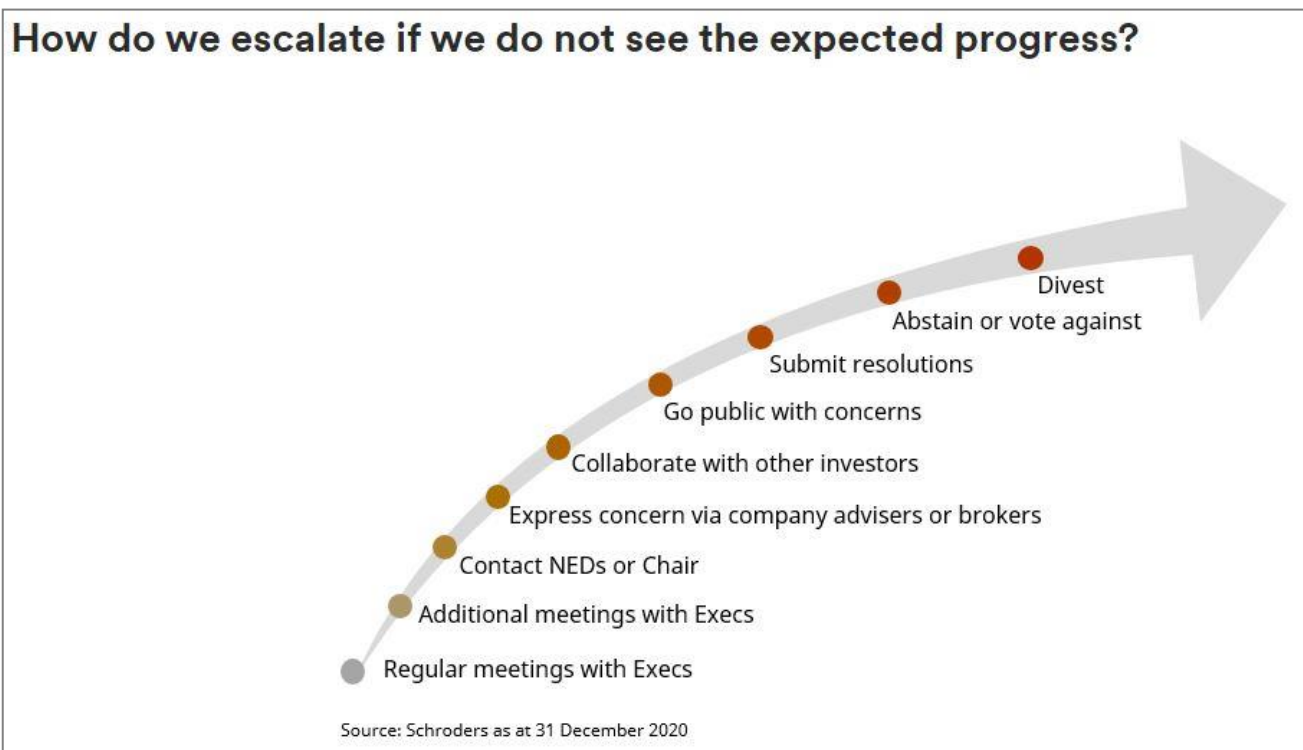 How do we escalate if we do not see the expected progress?
Divest
Abstain or vote against
Submit resolutions
Go public with concerns
Collaborate with other investors
Express concern via company advisers or brokers
Contact NEDs or Chair
Additional meetings with Execs
Regular meetings with Execs
Source: Schroders as at 31 December 2020